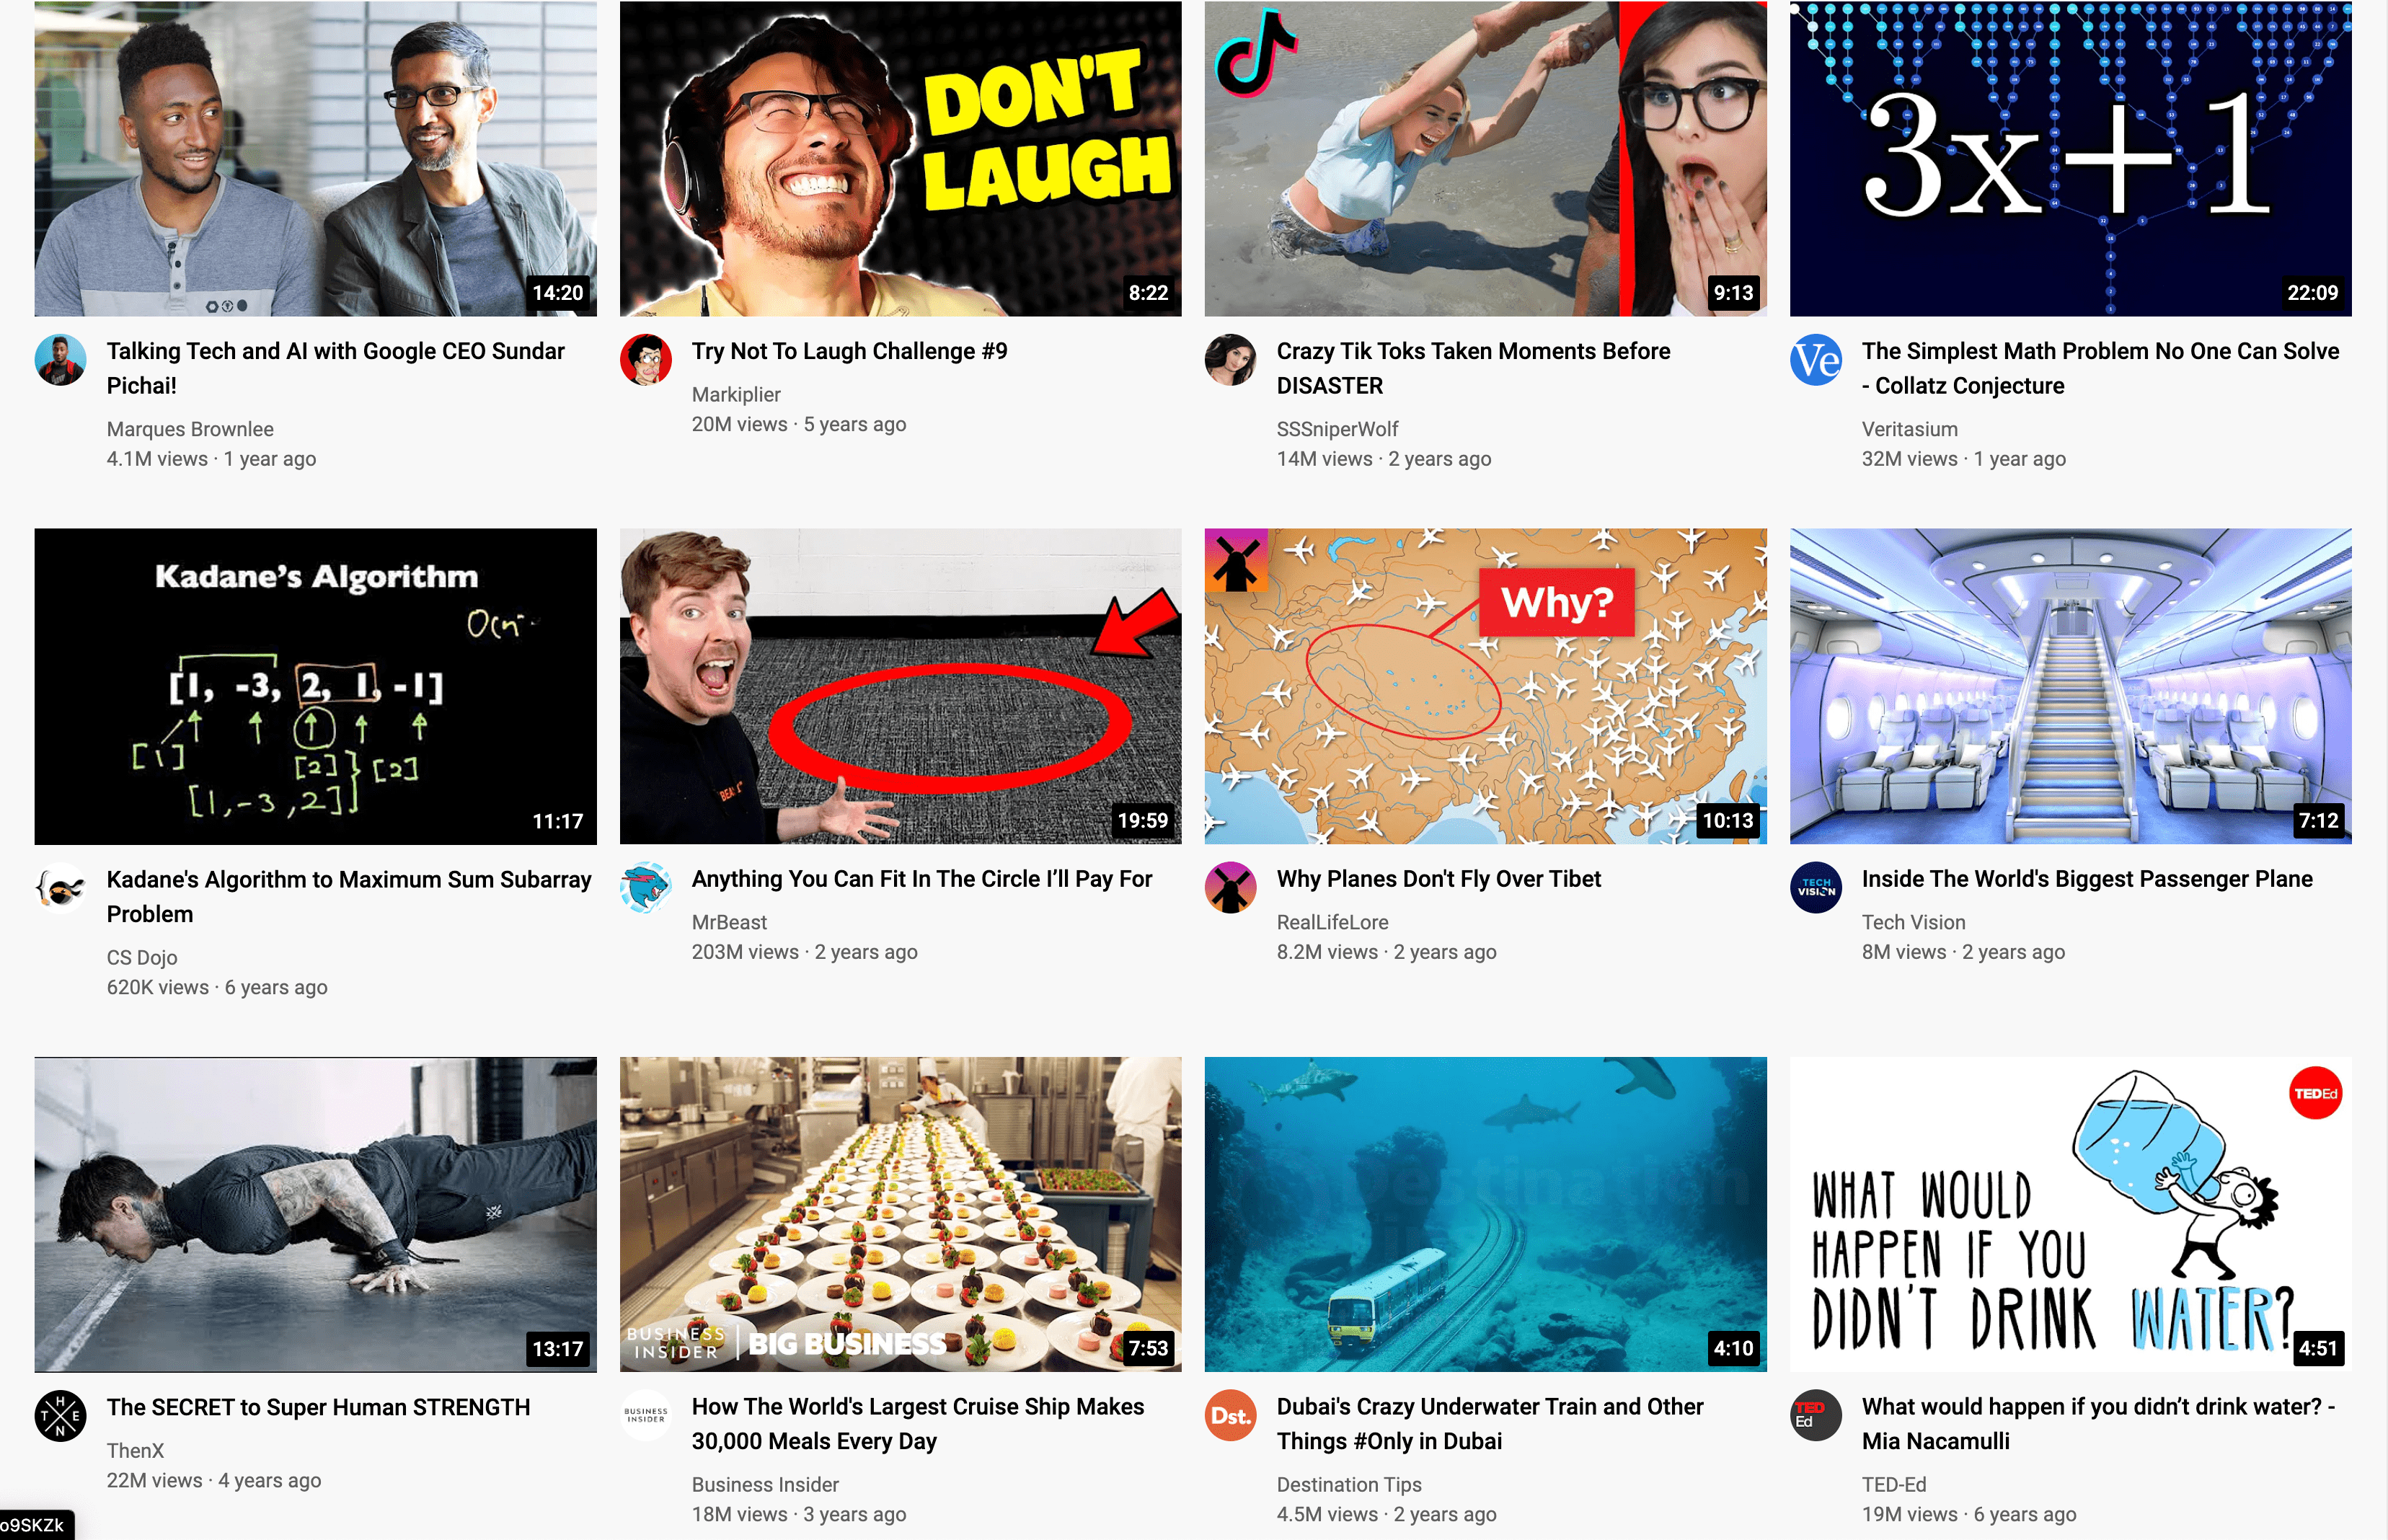 DON'T
LAUGH
3x+1
14:20
8:22
9:13
22:09
Talking Tech and AI with Google CEO Sundar
Pichai!
Marques Brownlee
4.1M views · 1 year ago
Try Not To Laugh Challenge #9
Markiplier
20M views · 5 years ago
Crazy Tik Toks Taken Moments Before
DISASTER
SSSniperWolf
14M views · 2 years ago
Ve
The Simplest Math Problem No One Can Solve
- Collatz Conjecture
Veritasium
32M views · 1 year ago
Kadane's Algorithm
[1, -3, 2, 1, -1]
[1]
[2]
[2]
[1, -3, 2]
11:17
19:59
Why?
10:13
7:12
Kadane's Algorithm to Maximum Sum Subarray
Problem
CS Dojo
620K views · 6 years ago
Anything You Can Fit In The Circle I’ll Pay For
MrBeast
203M views · 2 years ago
Why Planes Don't Fly Over Tibet
RealLifeLore
8.2M views · 2 years ago
TECH
VISION
Inside The World's Biggest Passenger Plane
Tech Vision
8M views · 2 years ago
13:17
BUSINESS
INSIDER
BIG BUSINESS
7:53
4:10
TEDEd
WHAT WOULD
HAPPEN IF YOU
DIDN'T DRINK WATER?
4:51
THEN
The SECRET to Super Human STRENGTH
ThenX
22M views · 4 years ago
BUSINESS
INSIDER
How The World's Largest Cruise Ship Makes
30,000 Meals Every Day
Business Insider
18M views · 3 years ago
Dst.
Dubai's Crazy Underwater Train and Other
Things #Only in Dubai
Destination Tips
4.5M views · 2 years ago
TED
Ed
What would happen if you didn’t drink water? -
Mia Nacamulli
TED-Ed
19M views · 6 years ago
o9SKZk